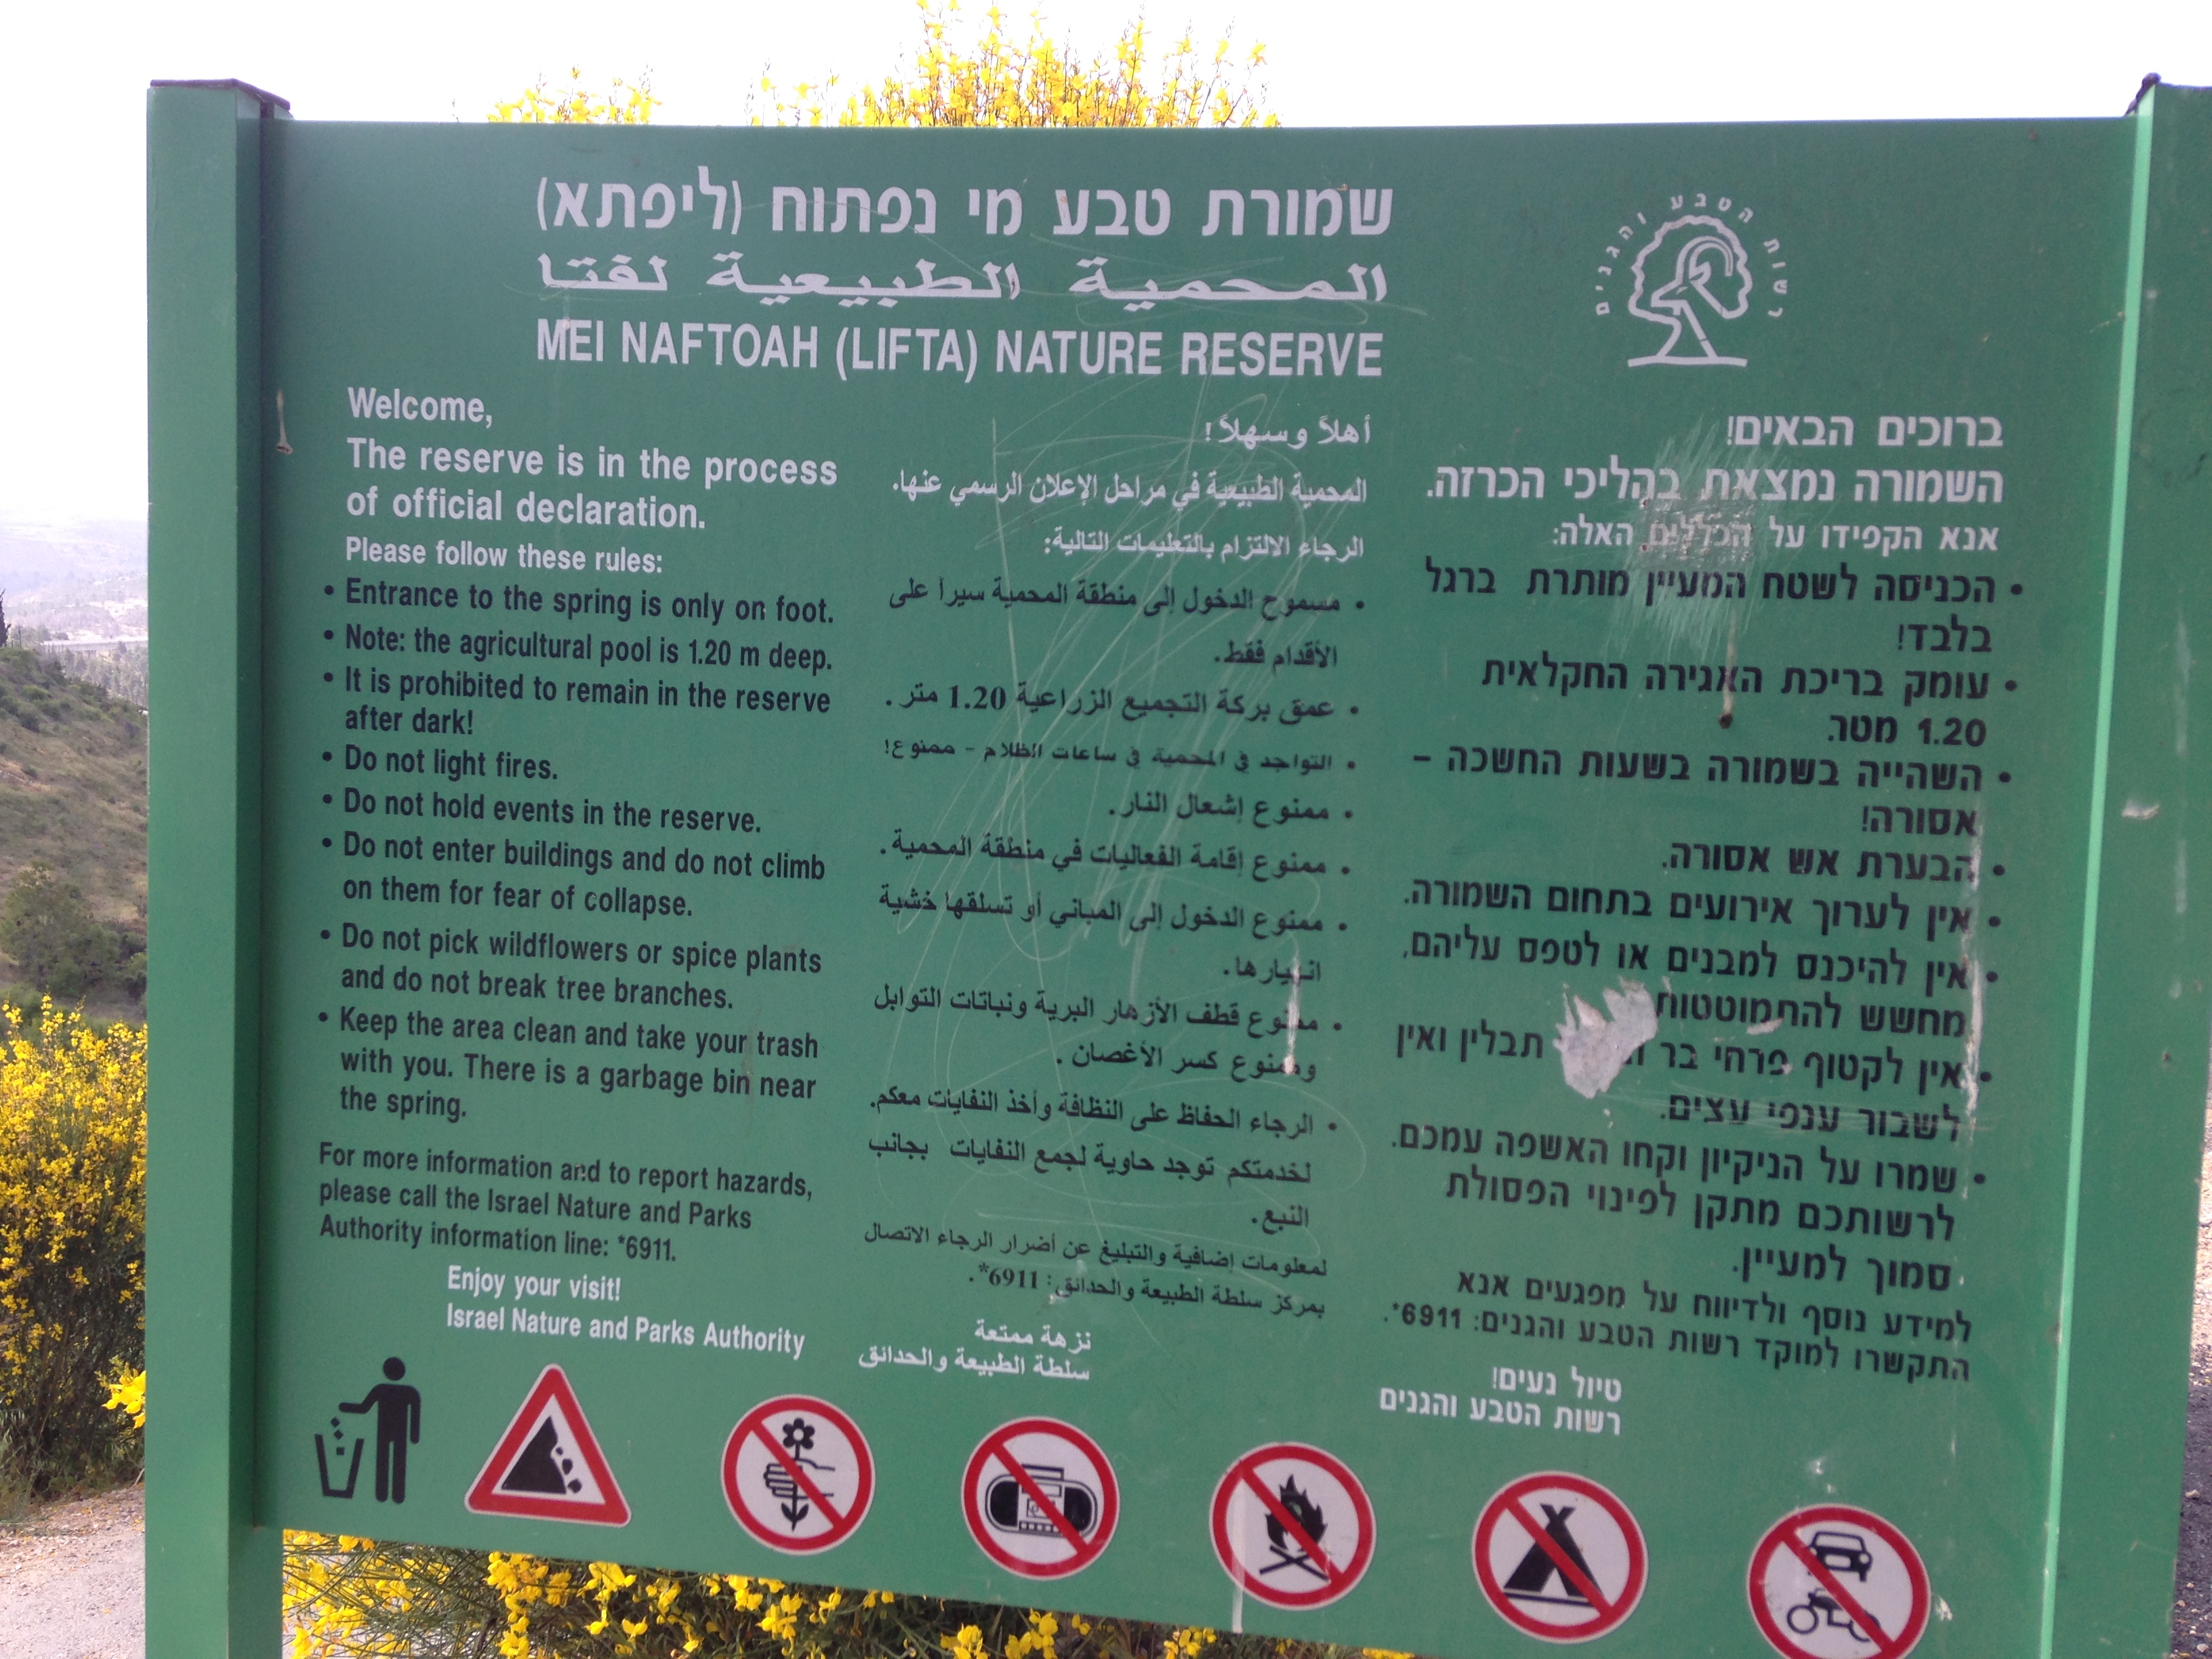 שמורת טבע מי נפתוח (ליפתא)
المحمية الطبيعية لفتا
MEI NAFTOAH (LIFTA) NATURE RESERVE
רשות הטבע והגנים
Welcome,
The reserve is in the process
of official declaration.
Please follow these rules:
• Entrance to the spring is only on foot.
• Note: the agricultural pool is 1.20 m deep.
• It is prohibited to remain in the reserve
after dark!
• Do not light fires.
• Do not hold events in the reserve.
• Do not enter buildings and do not climb
on them for fear of collapse.
• Do not pick wildflowers or spice plants
and do not break tree branches.
• Keep the area clean and take your trash
with you. There is a garbage bin near
the spring.
For more information and to report hazards,
please call the Israel Nature and Parks
Authority information line: *6911.
Enjoy your visit!
Israel Nature and Parks Authority
أهلاً وسهلاً!
المحمية الطبيعية في مراحل الإعلان الرسمي عنها.
الرجاء الالتزام بالتعليمات التالية:
• مسموح الدخول إلى منطقة المحمية سيراً على
الأقدام فقط.
• عمق بركة التجميع الزراعية 1.20 متر.
• التواجد في المحمية في ساعات الظلام - ممنوع!
• ممنوع إشعال النار.
• ممنوع إقامة الفعاليات في منطقة المحمية.
• ممنوع الدخول إلى المباني أو تسلقها خشية
انهيارها.
• ممنوع قطف الأزهار البرية ونباتات التوابل
وممنوع كسر الأغصان.
• الرجاء الحفاظ على النظافة وأخذ النفايات معكم.
لخدمتكم توجد حاوية لجمع النفايات بجانب
النبع.
لمعلومات إضافية والتبليغ عن أضرار الرجاء الاتصال
بمركز سلطة الطبيعة والحدائق: 6911*.
نزهة ممتعة
سلطة الطبيعة والحدائق
ברוכים הבאים!
השמורה נמצאת בהליכי הכרזה.
אנא הקפידו על הכללים האלה:
• הכניסה לשטח המעיין מותרת ברגל
בלבד!
• עומק בריכת האגירה החקלאית
1.20 מטר.
• השהייה בשמורה בשעות החשכה –
אסורה!
• הבערת אש אסורה.
• אין לערוך אירועים בתחום השמורה.
• אין להיכנס למבנים או לטפס עליהם,
מחשש להתמוטטות
• אין לקטוף פרחי בר תבלין ואין
לשבור ענפי עצים.
• שמרו על הניקיון וקחו האשפה עמכם.
לרשותכם מתקן לפינוי הפסולת
סמוך למעיין.
למידע נוסף ולדיווח על מפגעים אנא
התקשרו למוקד רשות הטבע והגנים: 6911*.
טיול נעים!
רשות הטבע והגנים